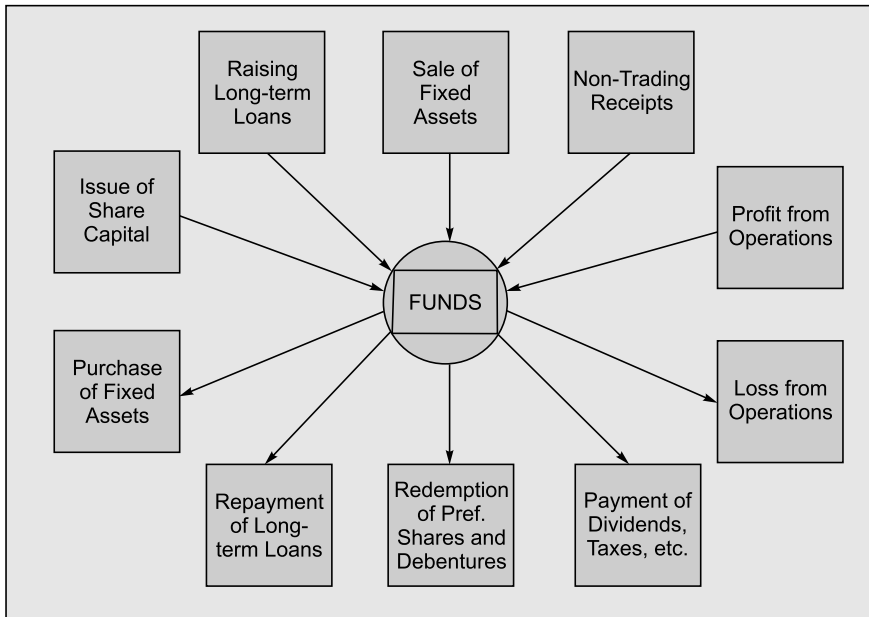 Raising
Long-term
Loans
Sale of
Fixed
Assets
Non-Trading
Receipts
Issue of
Share
Capital
Profit from
Operations
FUNDS
Purchase
of Fixed
Assets
Loss from
Operations
Repayment
of Long-
term Loans
Redemption
of Pref.
Shares and
Debentures
Payment of
Dividends,
Taxes, etc.